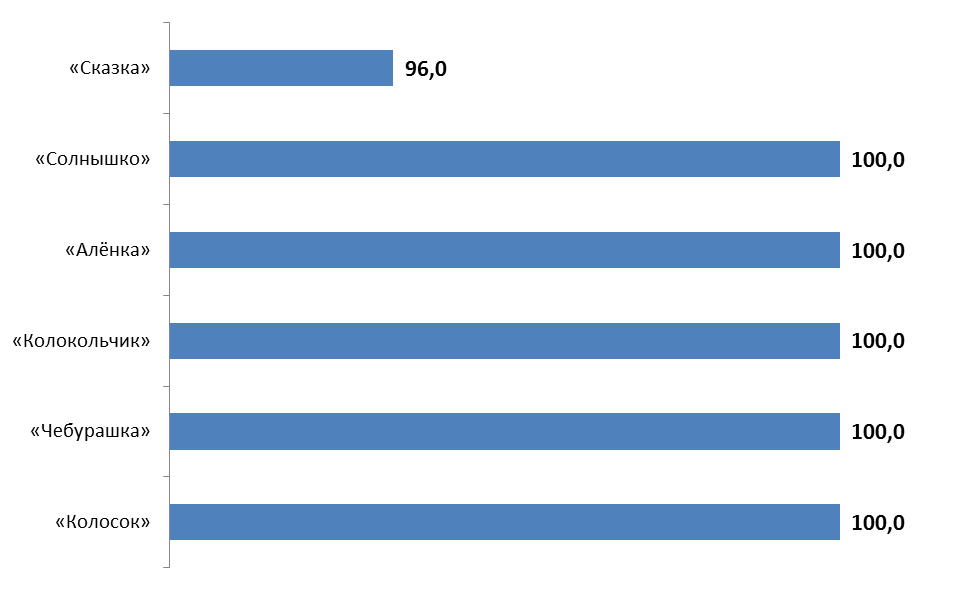 «Сказка» 96,0
«Солнышко» 100,0
«Алёнка» 100,0
«Колокольчик» 100,0
«Чебурашка» 100,0
«Колосок» 100,0